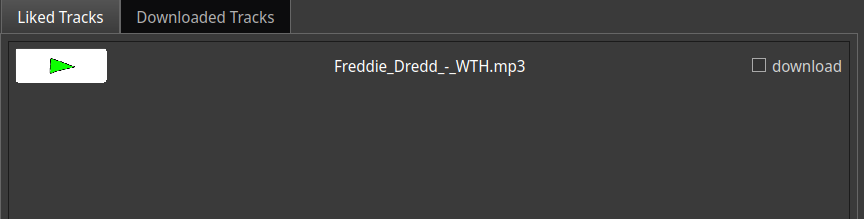 Liked Tracks
Downloaded Tracks
Freddie_Dredd_-_WTH.mp3
download